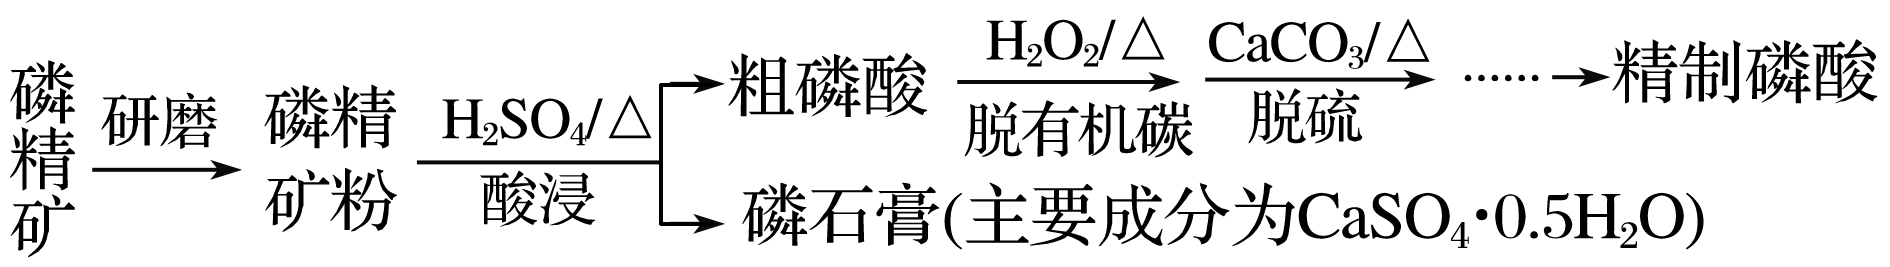 磷精矿
研磨
磷精矿粉
H₂SO₄/△
酸浸
粗磷酸
H₂O₂/△
脱有机碳
CaCO₃/△
脱硫
……
精制磷酸
磷石膏(主要成分为CaSO₄•0.5H₂O)